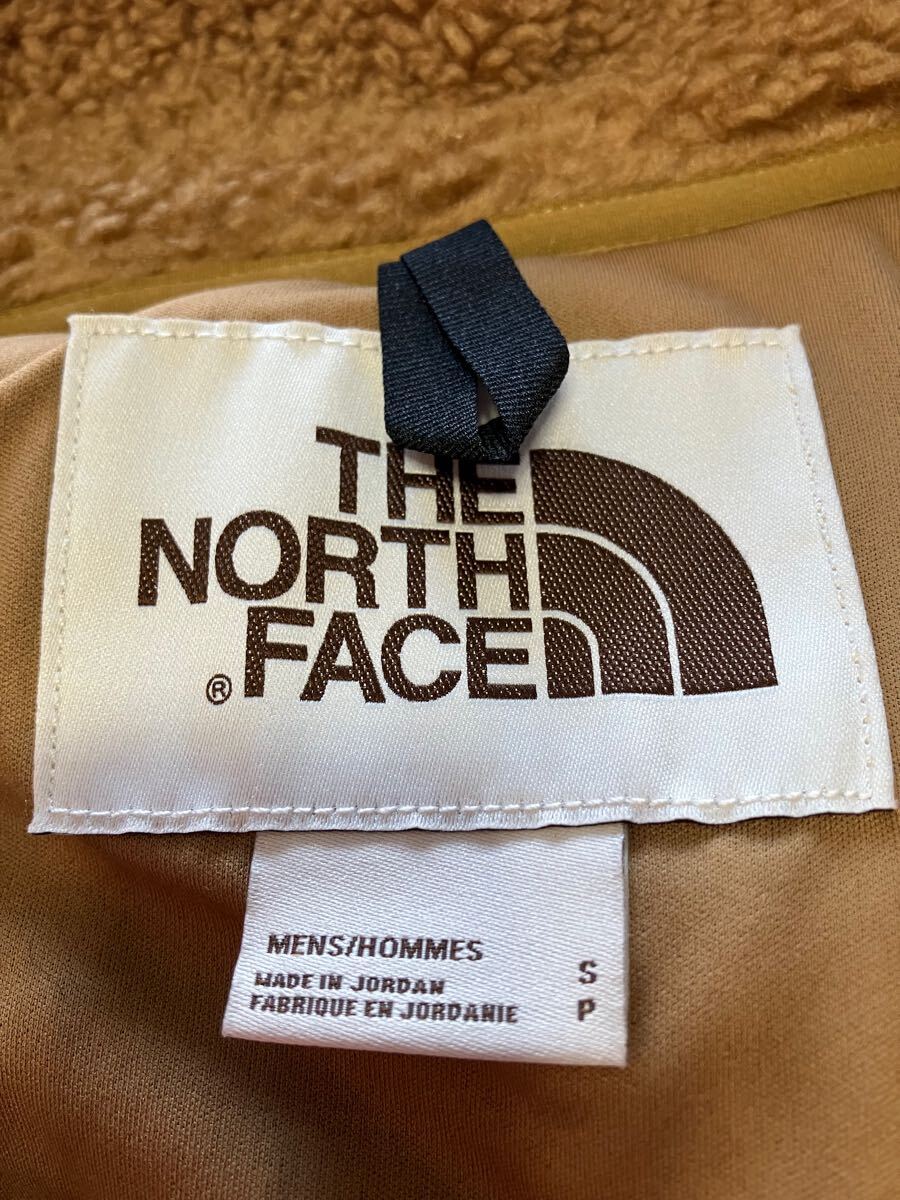 THE
NORTH
® FACE
MENS/HOMMES
MADE IN JORDAN
FABRIQUE EN JORDANIE
S
P